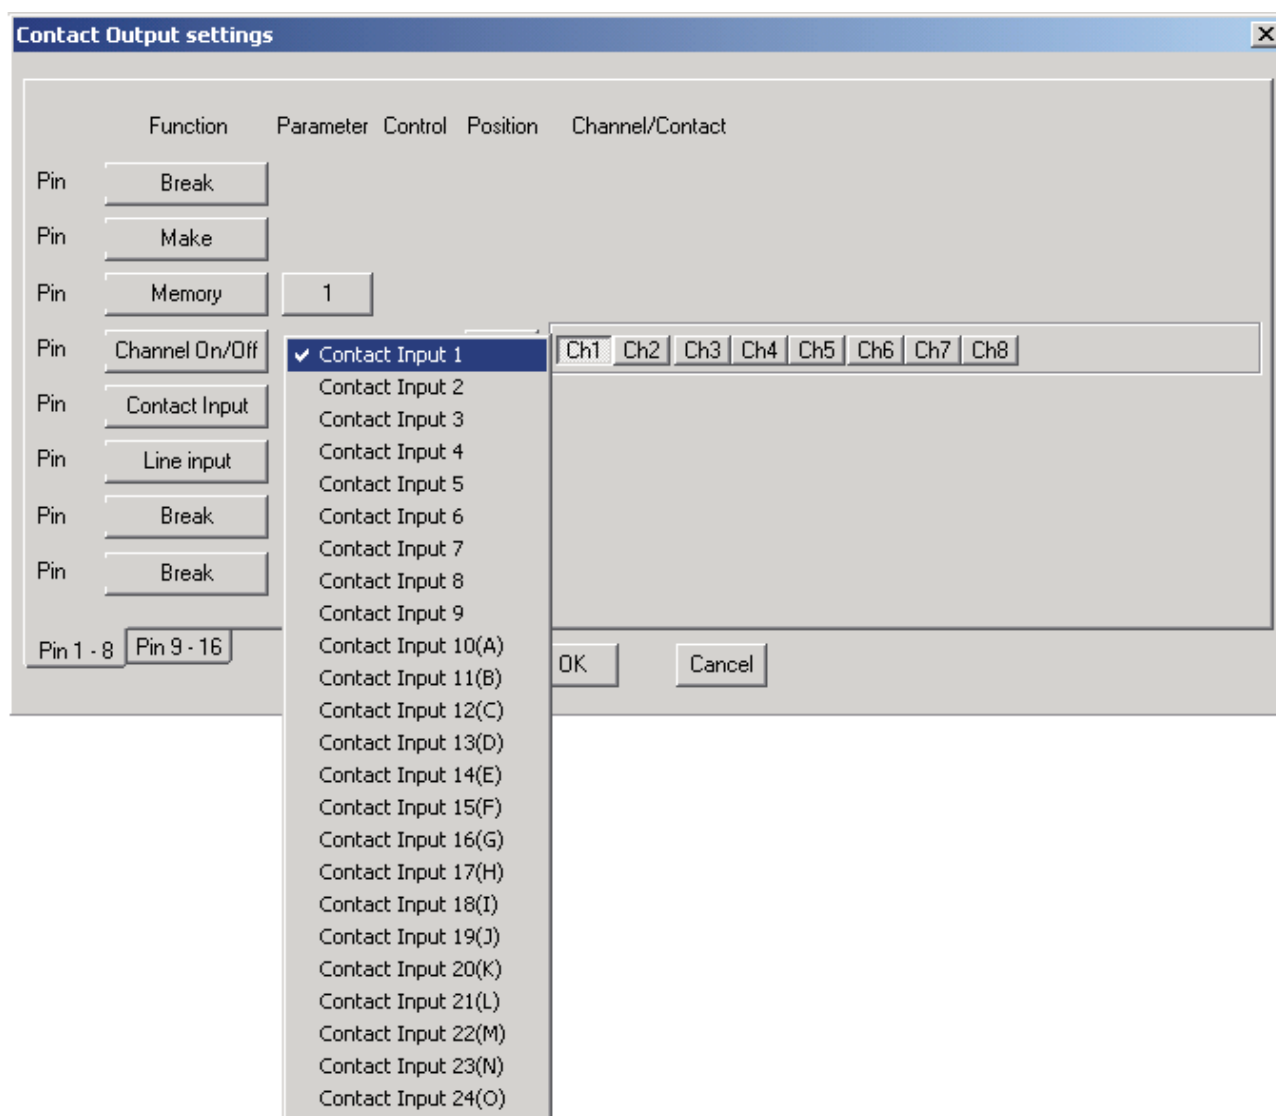 Contact Output settings
Function Parameter Control Position Channel/Contact
Pin Break
Pin Make
Pin Memory 1
Pin Channel On/Off Ch1 Ch2 Ch3 Ch4 Ch5 Ch6 Ch7 Ch8
Pin Contact Input
Pin Line input
Pin Break
Pin Break
Pin 1 - 8 Pin 9 - 16
OK Cancel
Contact Input 1
Contact Input 2
Contact Input 3
Contact Input 4
Contact Input 5
Contact Input 6
Contact Input 7
Contact Input 8
Contact Input 9
Contact Input 10(A)
Contact Input 11(B)
Contact Input 12(C)
Contact Input 13(D)
Contact Input 14(E)
Contact Input 15(F)
Contact Input 16(G)
Contact Input 17(H)
Contact Input 18(I)
Contact Input 19(J)
Contact Input 20(K)
Contact Input 21(L)
Contact Input 22(M)
Contact Input 23(N)
Contact Input 24(O)